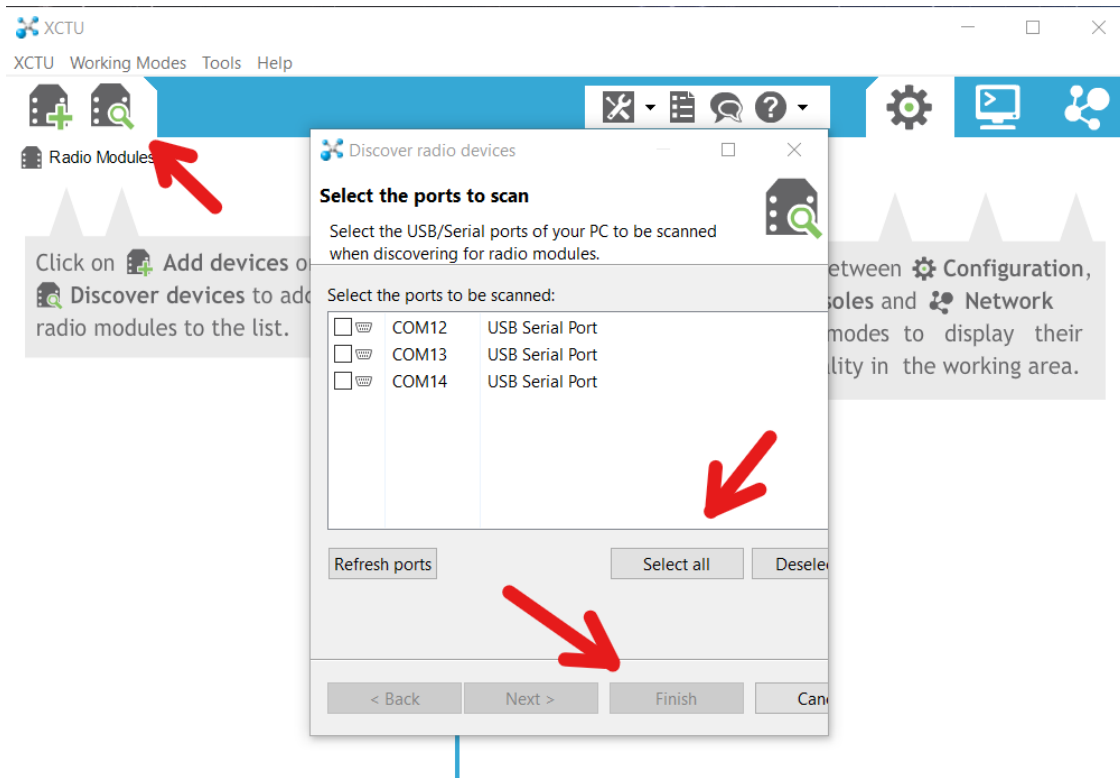 XCTU
XCTU Working Modes Tools Help
Radio Modules
Click on Add devices o
Discover devices to add
radio modules to the list.
Discover radio devices
Select the ports to scan
Select the USB/Serial ports of your PC to be scanned
when discovering for radio modules.
Select the ports to be scanned:
COM12 USB Serial Port
COM13 USB Serial Port
COM14 USB Serial Port
Refresh ports Select all Desele
< Back Next > Finish Can
etween Configuration,
soles and Network
modes to display their
lity in the working area.